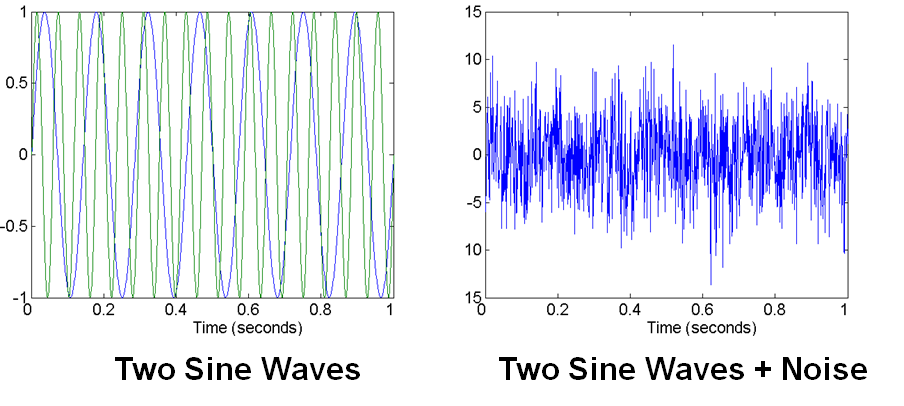 1
0.5
0
-0.5
-1
0 0.2 0.4 0.6 0.8 1
Time (seconds)
Two Sine Waves
15
10
5
0
-5
10
15
0 0.2 0.4 0.6 0.8 1
Time (seconds)
Two Sine Waves + Noise